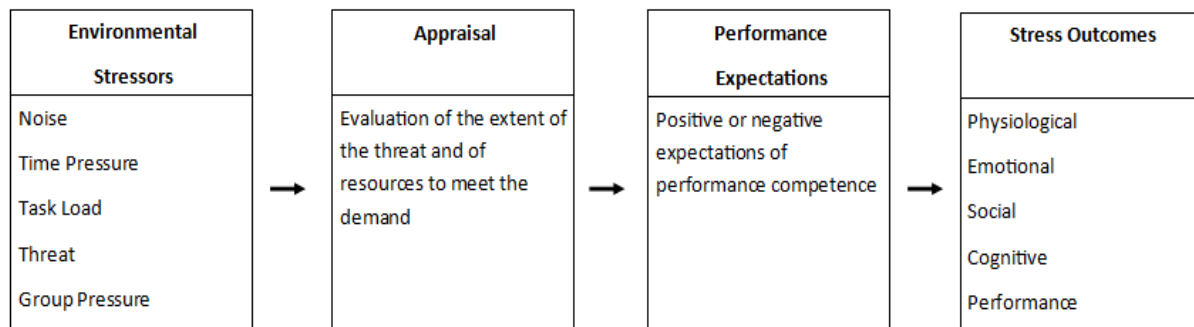 Environmental
Stressors
Noise
Time Pressure
Task Load
Threat
Group Pressure
Appraisal
Evaluation of the extent of
the threat and of
resources to meet the
demand
Performance
Expectations
Positive or negative
expectations of
performance competence
Stress Outcomes
Physiological
Emotional
Social
Cognitive
Performance